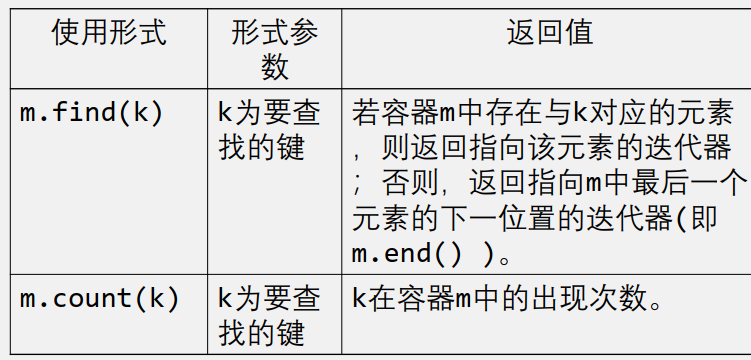 使用形式
形式参
数
返回值
m.find(k)
k为要查
找的键
若容器m中存在与k对应的元素
，则返回指向该元素的迭代器
；否则，返回指向m中最后一个
元素的下一位置的迭代器(即
m.end() )。
m.count(k)
k为要查
找的键
k在容器m中的出现次数。